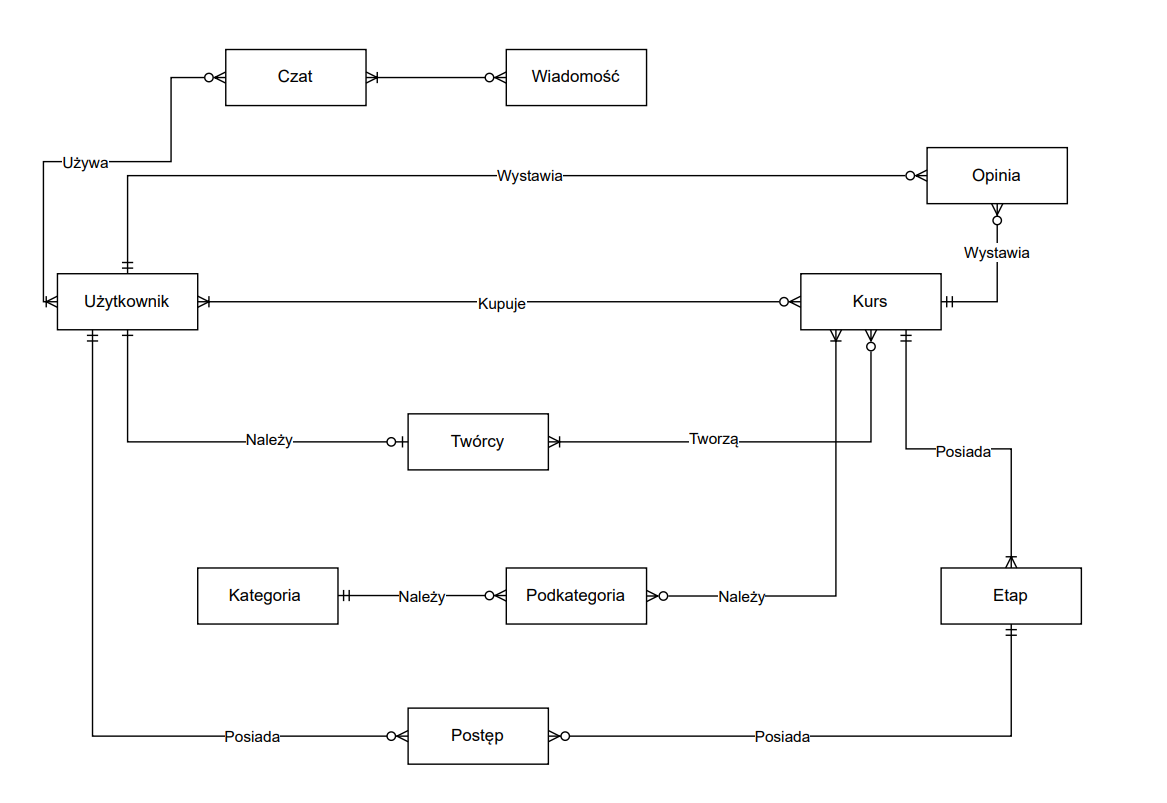 Czat
Wiadomość
Używa
Wystawia
Opinia
Wystawia
Użytkownik
Kupuje
Kurs
Należy
Twórcy
Tworzą
Posiada
Kategoria
Należy
Podkategoria
Należy
Etap
Posiada
Postęp
Posiada